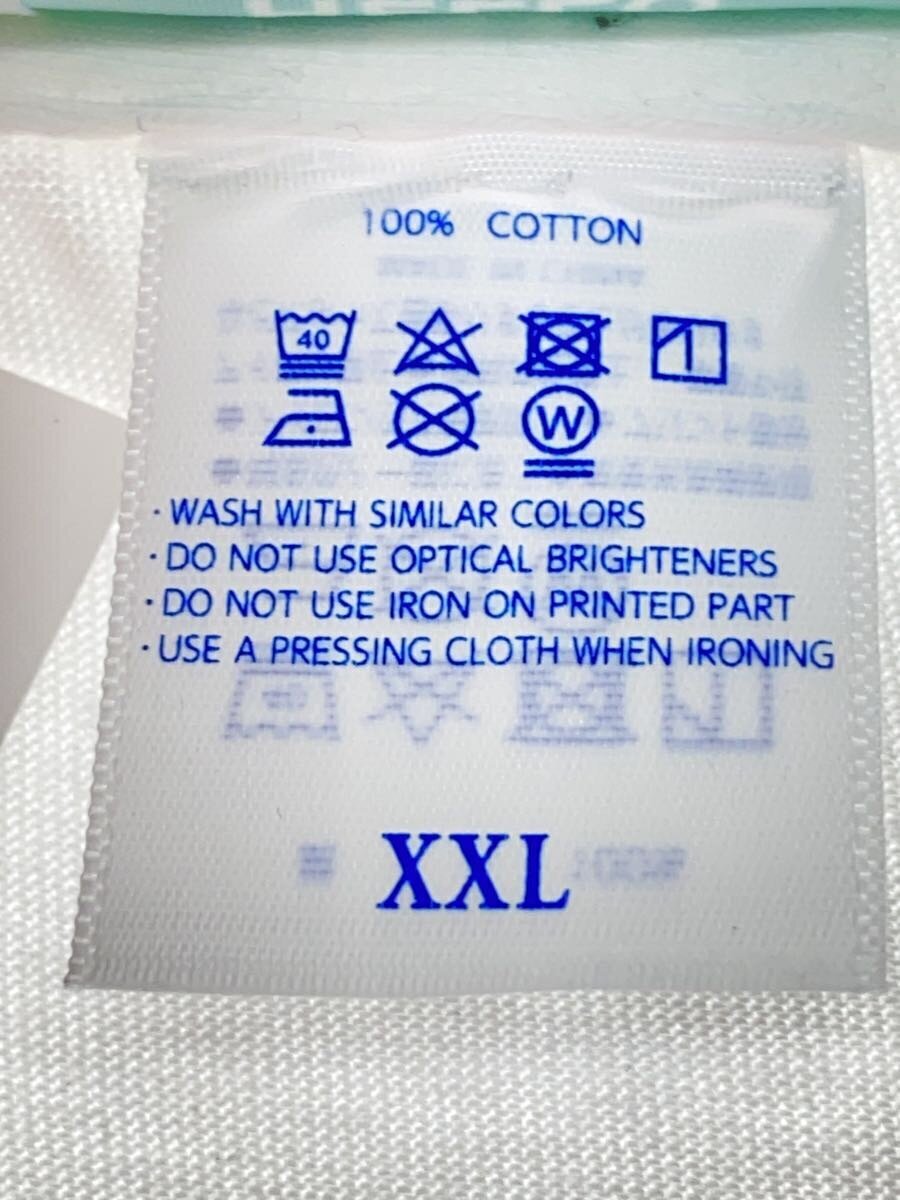 100% COTTON
40
W
· WASH WITH SIMILAR COLORS
· DO NOT USE OPTICAL BRIGHTENERS
· DO NOT USE IRON ON PRINTED PART
· USE A PRESSING CLOTH WHEN IRONING
XXL